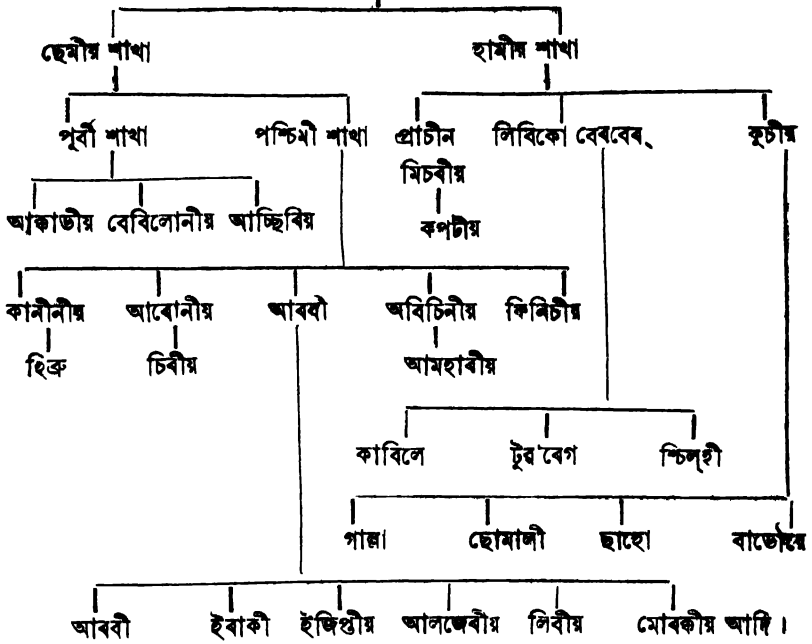 ছেমীয় শাখা হামীয় শাখা
পূৰ্বী শাখা পশ্চিমী শাখা প্ৰাচীন লিবিকো বেৰবেৰ্ কূচীয়
মিচৰীয়
আক্কাডীয় বেবিলোনীয় আচ্ছিৰিয় কপটীয়
কানীনীয় আৰোনীয় আৰবী অবিচিনীয় ফিনিচীয়
হিব্ৰু চিৰীয় আমহাৰীয়
কাবিলে টুৱ'ৰেগ শ্চিল্হী
গাল্লা ছোমালী ছাহো
আৰবী ইৰাকী ইজিপ্তীয় আলজেৰীয় লিবীয় মোৰক্কীয় আদি।